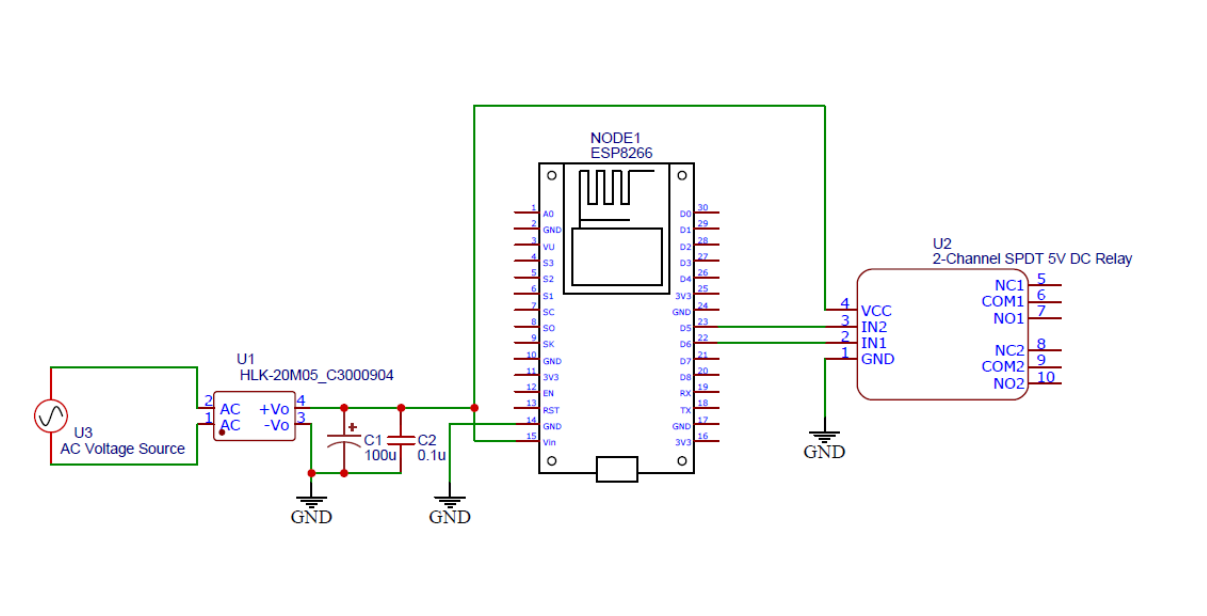 NODE1
ESP8266
1 A0
2 GND
3 VU
4 S3
5 S2
6 S1
7 SC
8 SO
9 SK
10 GND
11 3V3
12 EN
13 RST
14 GND
15 Vin
D0 30
D1 29
D2 28
D3 27
D4 26
3V3 25
GND 24
D5 23
D6 22
D7 21
D8 20
RX 19
TX 18
GND 17
3V3 16
U2
2-Channel SPDT 5V DC Relay
4 VCC
3 IN2
2 IN1
1 GND
NC1 5
COM1 6
NO1 7
NC2 8
COM2 9
NO2 10
GND
U1
HLK-20M05_C3000904
2 AC +Vo 4
1 AC -Vo 3
U3
AC Voltage Source
+
C1
100u
C2
0.1u
GND
GND